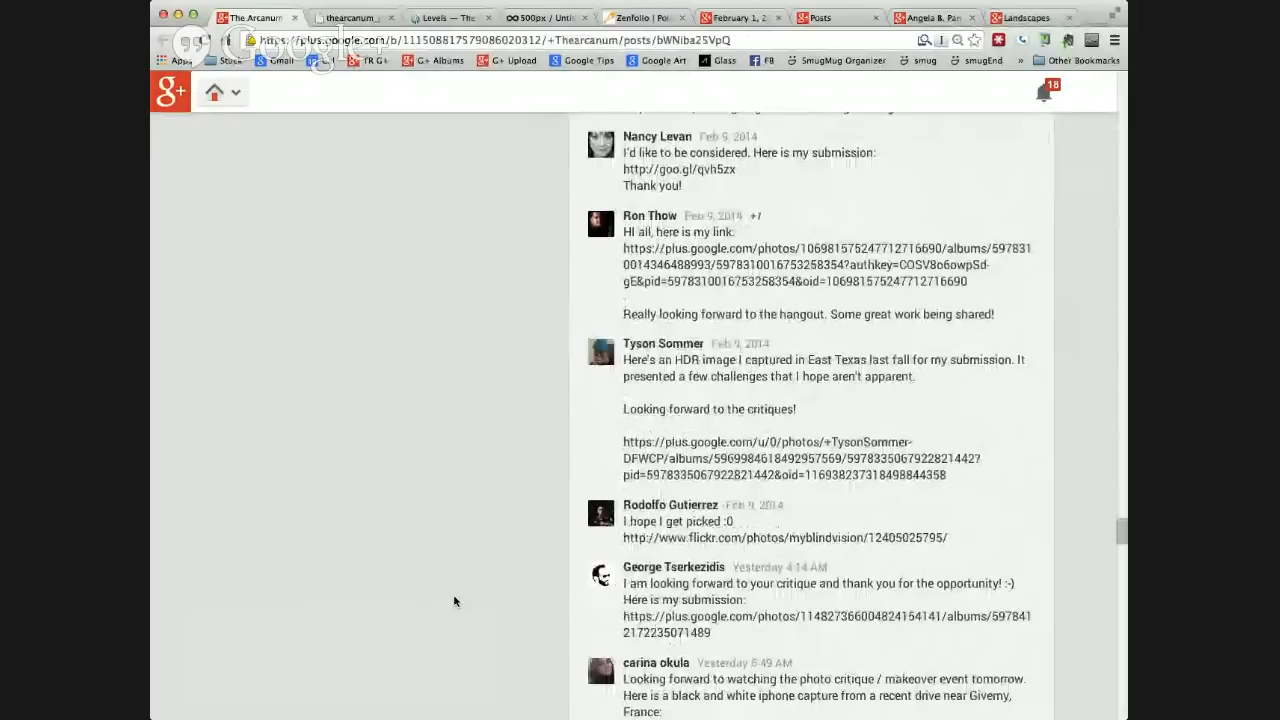 The Arcanum
thearcanum_
Levels — The
500px / Unti
Zenfolio | Po
February 1, 2
Posts
Angela B. Pan
Landscapes
Google+
https://plus.google.com/b/111508817579086020312/+Thearcanum/posts/bWNiba25VpQ
Apps
Stuck
Gmail
TR G+
G+ Albums
G+ Upload
Google Tips
Google Art
Glass
FB
SmugMug Organizer
smug
smugEnd
»
Other Bookmarks
g+
18
Nancy Levan Feb 9, 2014
I'd like to be considered. Here is my submission:
http://goo.gl/qvh5zx
Thank you!
Ron Thow Feb 9, 2014 +1
HI all, here is my link:
https://plus.google.com/photos/106981575247712716690/albums/597831
0014346488993/5978310016753258354?authkey=COSV8o6owpSd-
gE&pid=5978310016753258354&oid=106981575247712716690
.
Really looking forward to the hangout. Some great work being shared!
Tyson Sommer Feb 9, 2014
Here's an HDR image I captured in East Texas last fall for my submission. It
presented a few challenges that I hope aren't apparent.
Looking forward to the critiques!
https://plus.google.com/u/0/photos/+TysonSommer-
DFWCP/albums/5969984618492957569/5978335067922821442?
pid=5978335067922821442&oid=116938237318498844358
Rodolfo Gutierrez Feb 9, 2014
I hope I get picked :0
http://www.flickr.com/photos/myblindvision/12405025795/
George Tserkezidis Yesterday 4:14 AM
I am looking forward to your critique and thank you for the opportunity! :-)
Here is my submission:
https://plus.google.com/photos/114827366004824154141/albums/597841
2172235071489
carina okula Yesterday 6:49 AM
Looking forward to watching the photo critique / makeover event tomorrow.
Here is a black and white iphone capture from a recent drive near Giverny,
France: